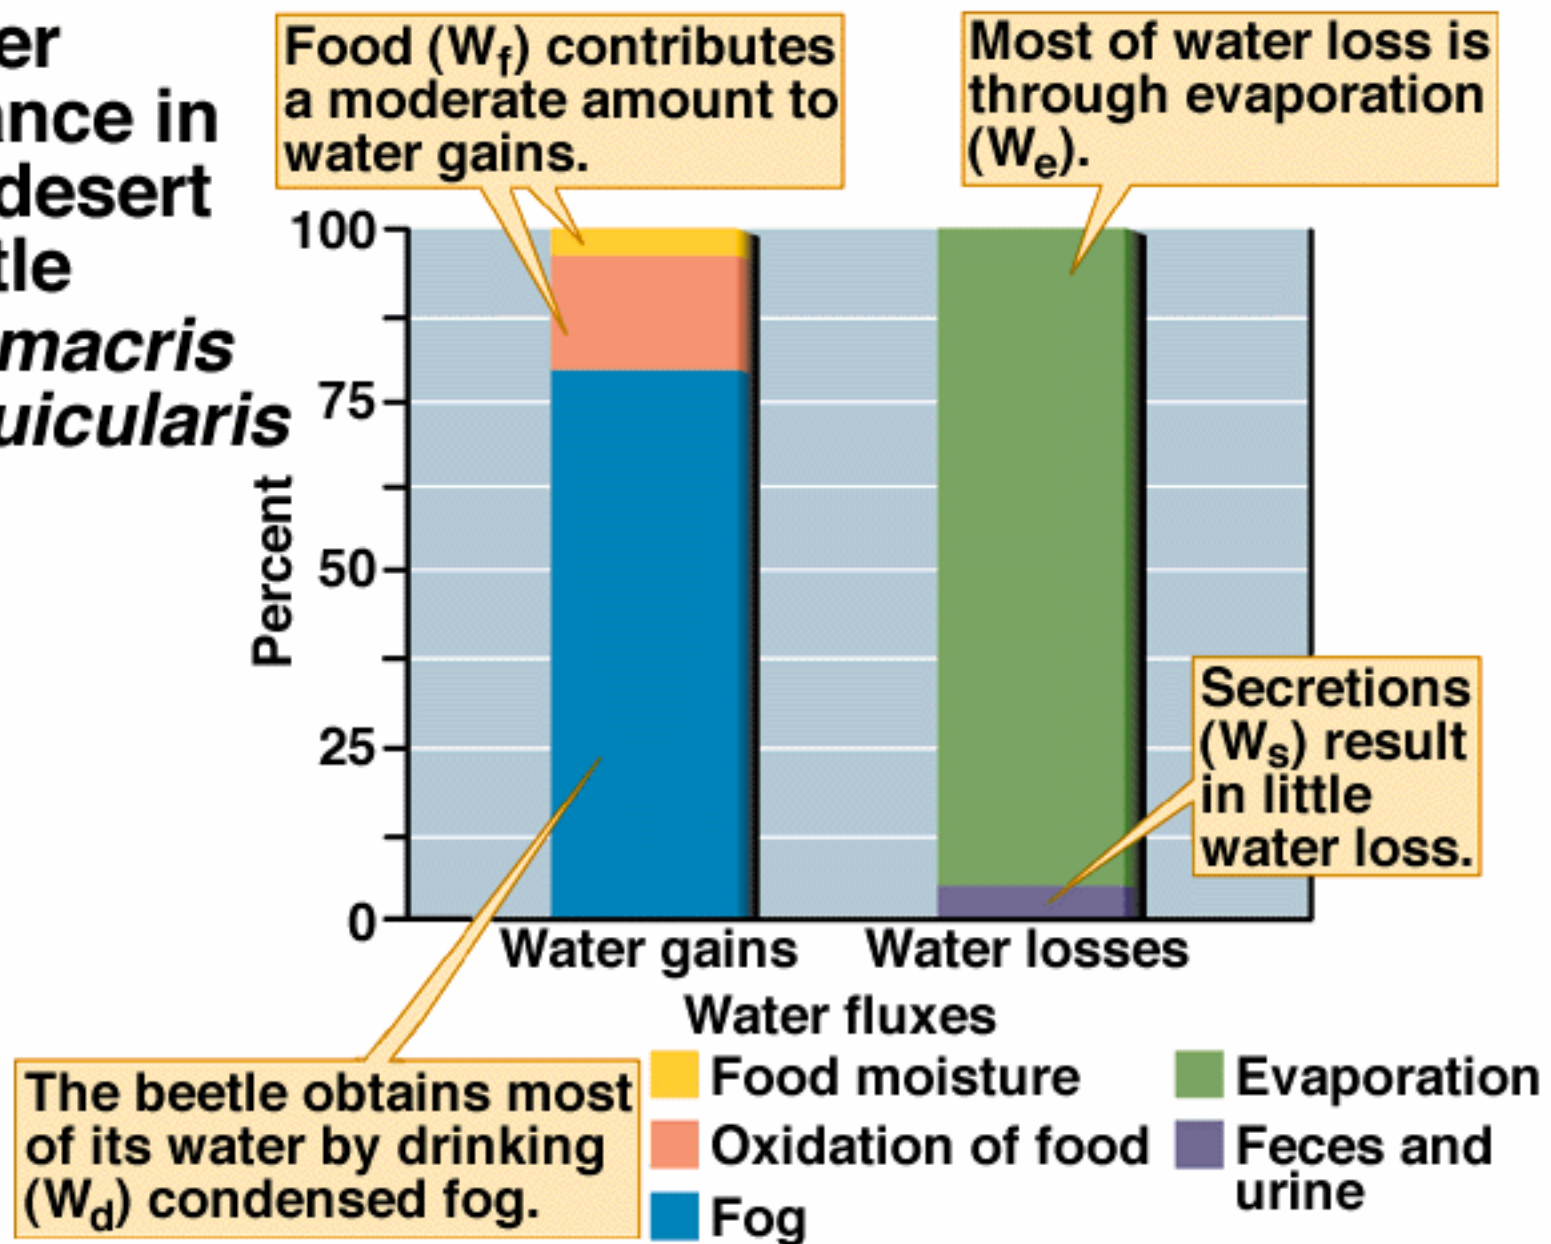 er
ance in
desert
tle
macris
uicularis
Food (Wf) contributes
a moderate amount to
water gains.
Most of water loss is
through evaporation
(We).
100
75
50
25
0
Percent
Secretions
(Ws) result
in little
water loss.
Water gains
Water losses
Water fluxes
The beetle obtains most
of its water by drinking
(Wd) condensed fog.
Food moisture
Oxidation of food
Fog
Evaporation
Feces and
urine